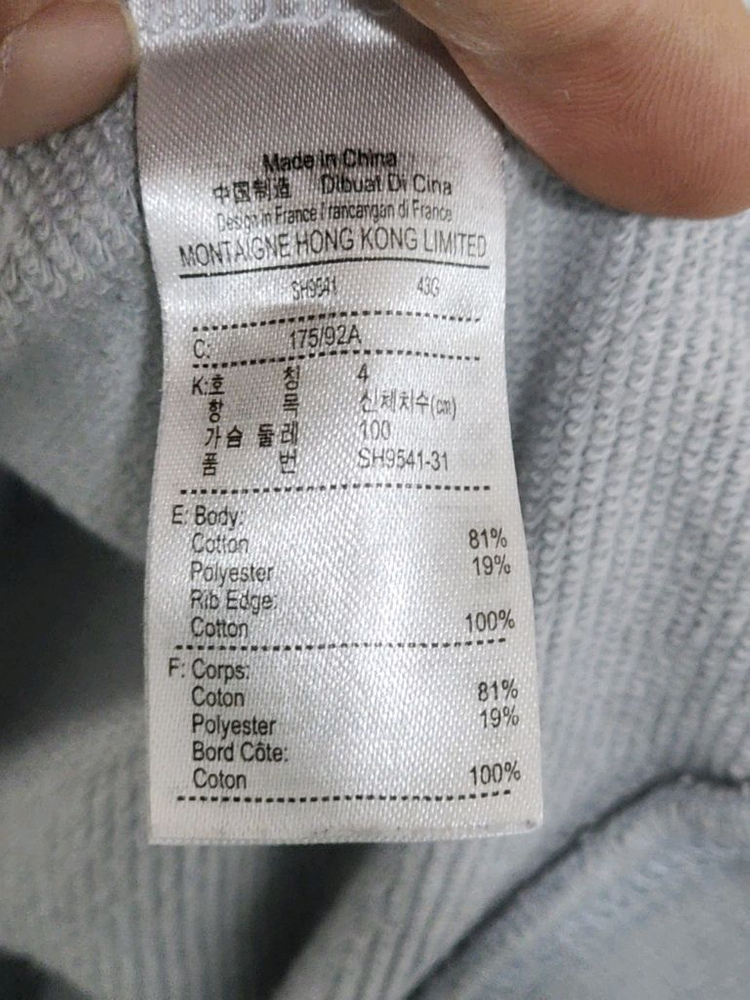 Made in China
中国制造 Dibuat Di Cina
Design in France / rancangan di France
MONTAIGNE HONG KONG LIMITED
SH9541 43G
C: 175/92A
K:호 칭 4
항 목 신체치수(cm)
가슴 둘레 100
품 번 SH9541-31
E: Body:
Cotton 81%
Polyester 19%
Rib Edge:
Cotton 100%
F: Corps:
Coton 81%
Polyester 19%
Bord Côte:
Coton 100%